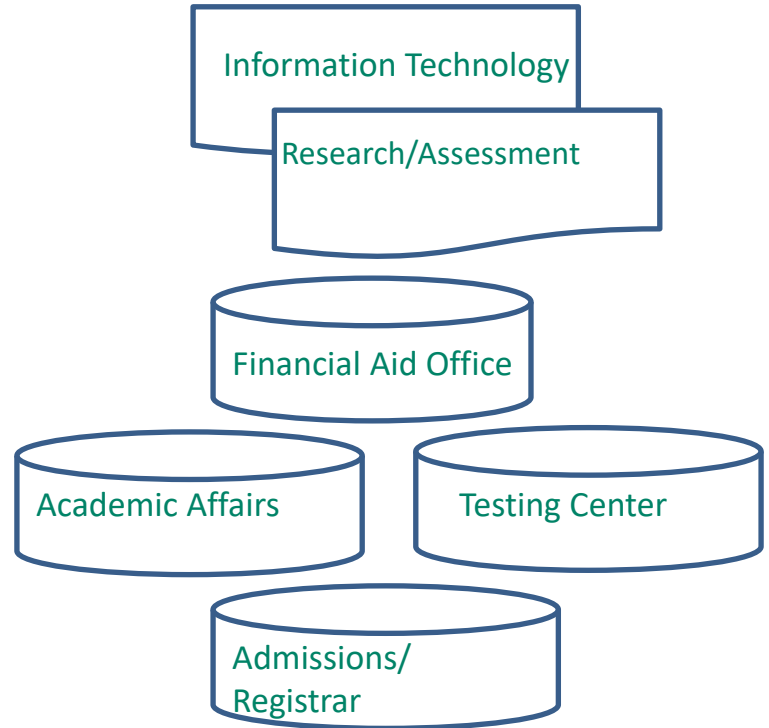 Information Technology
Research/Assessment
Financial Aid Office
Academic Affairs
Testing Center
Admissions/
Registrar